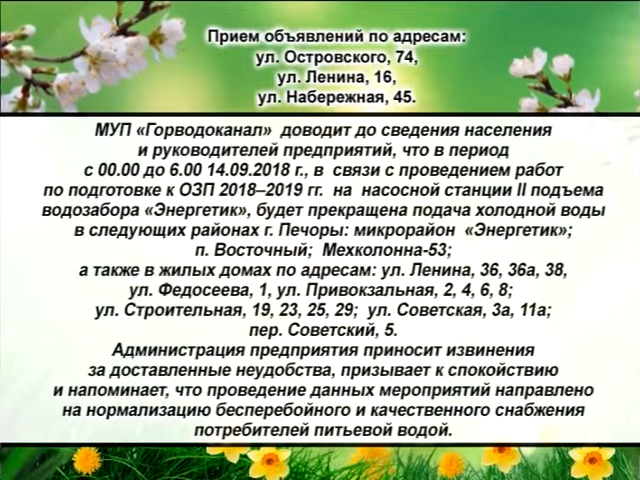 Прием объявлений по адресам:
ул. Островского, 74,
ул. Ленина, 16,
ул. Набережная, 45.
МУП «Горводоканал» доводит до сведения населения
и руководителей предприятий, что в период
с 00.00 до 6.00 14.09.2018 г., в связи с проведением работ
по подготовке к ОЗП 2018–2019 гг. на насосной станции II подъема
водозабора «Энергетик», будет прекращена подача холодной воды
в следующих районах г. Печоры: микрорайон «Энергетик»;
п. Восточный; Мехколонна-53;
а также в жилых домах по адресам: ул. Ленина, 36, 36а, 38,
ул. Федосеева, 1, ул. Привокзальная, 2, 4, 6, 8;
ул. Строительная, 19, 23, 25, 29; ул. Советская, 3а, 11а;
пер. Советский, 5.
Администрация предприятия приносит извинения
за доставленные неудобства, призывает к спокойствию
и напоминает, что проведение данных мероприятий направлено
на нормализацию бесперебойного и качественного снабжения
потребителей питьевой водой.